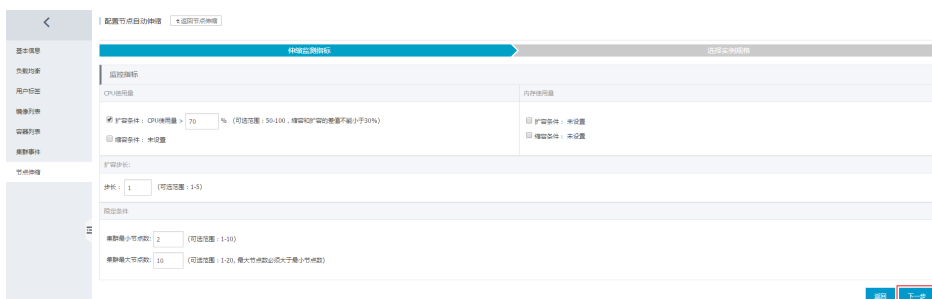 配置节点自动伸缩
返回节点伸缩
基本信息
负载均衡
用户标签
镜像列表
容器列表
集群事件
节点伸缩
伸缩监测指标
选择实例规格
监控指标
CPU使用量
内存使用量
扩容条件： CPU使用量 > 70 % （可选范围：50-100，缩容和扩容的差值不能小于30%）
缩容条件： 未设置
扩容条件： 未设置
缩容条件： 未设置
扩容步长:
步长： 1 （可选范围：1-5）
限定条件
集群最小节点数: 2 （可选范围：1-10）
集群最大节点数: 10 （可选范围：1-20, 最大节点数必须大于最小节点数）
返回
下一步